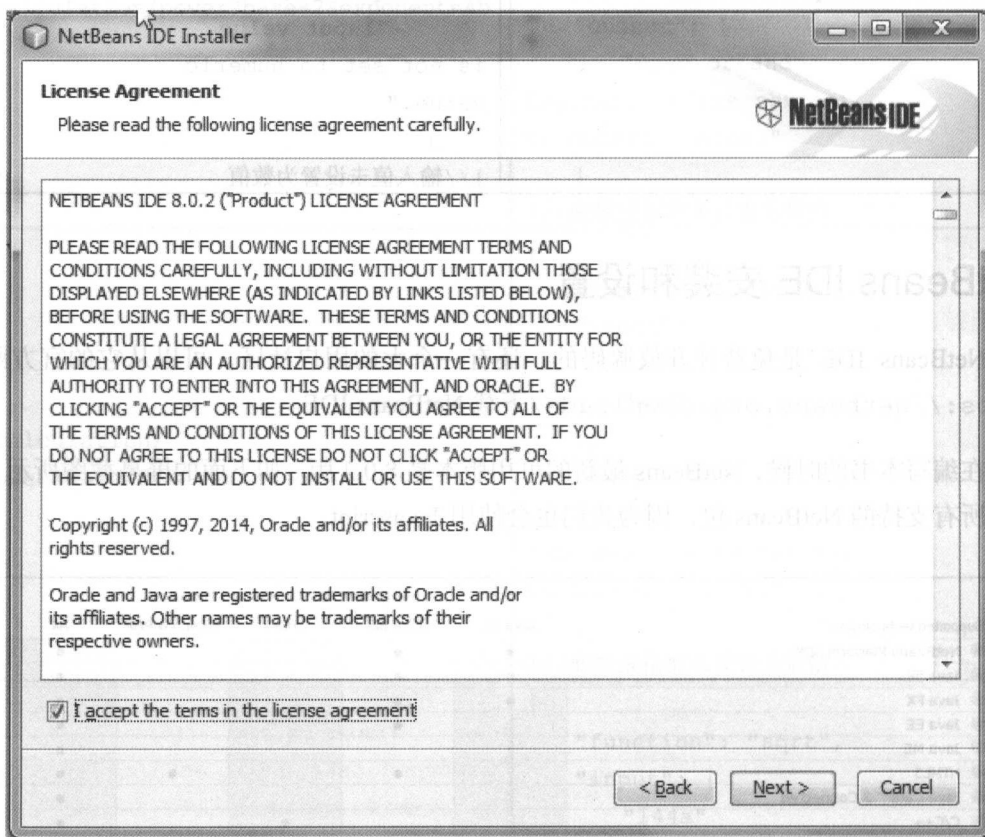 NetBeans IDE Installer
License Agreement
Please read the following license agreement carefully.
NetBeans IDE
NETBEANS IDE 8.0.2 ("Product") LICENSE AGREEMENT
PLEASE READ THE FOLLOWING LICENSE AGREEMENT TERMS AND
CONDITIONS CAREFULLY, INCLUDING WITHOUT LIMITATION THOSE
DISPLAYED ELSEWHERE (AS INDICATED BY LINKS LISTED BELOW),
BEFORE USING THE SOFTWARE.  THESE TERMS AND CONDITIONS
CONSTITUTE A LEGAL AGREEMENT BETWEEN YOU, OR THE ENTITY FOR
WHICH YOU ARE AN AUTHORIZED REPRESENTATIVE WITH FULL
AUTHORITY TO ENTER INTO THIS AGREEMENT, AND ORACLE.  BY
CLICKING "ACCEPT" OR THE EQUIVALENT YOU AGREE TO ALL OF
THE TERMS AND CONDITIONS OF THIS LICENSE AGREEMENT.  IF YOU
DO NOT AGREE TO THIS LICENSE DO NOT CLICK "ACCEPT" OR
THE EQUIVALENT AND DO NOT INSTALL OR USE THIS SOFTWARE.
Copyright (c) 1997, 2014, Oracle and/or its affiliates. All
rights reserved.
Oracle and Java are registered trademarks of Oracle and/or
its affiliates. Other names may be trademarks of their
respective owners.
I accept the terms in the license agreement
< Back
Next >
Cancel